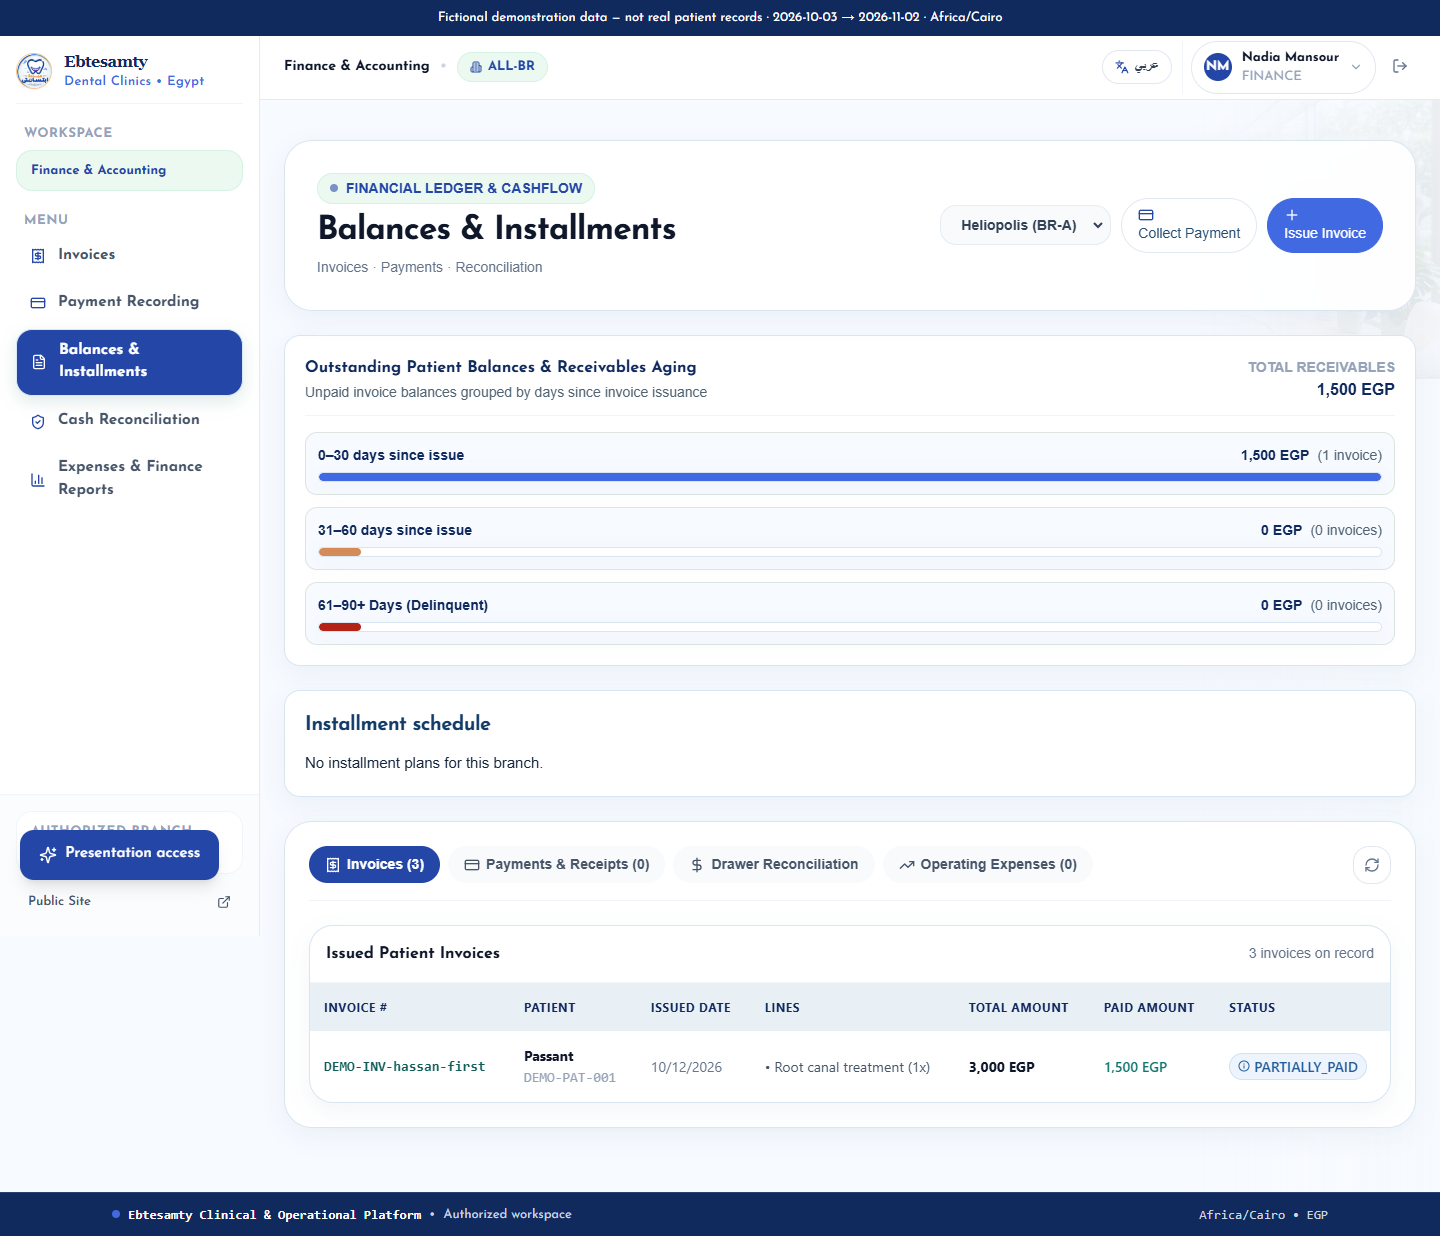 Fictional demonstration data — not real patient records · 2026-10-03 → 2026-11-02 · Africa/Cairo
Ebtesamty
Dental Clinics • Egypt
Finance & Accounting
ALL-BR
عربي
NM
Nadia Mansour
FINANCE
WORKSPACE
Finance & Accounting
MENU
Invoices
Payment Recording
Balances &
Installments
Cash Reconciliation
Expenses & Finance
Reports
AUTHORIZED BRANCH
Presentation access
Public Site
FINANCIAL LEDGER & CASHFLOW
Balances & Installments
Invoices · Payments · Reconciliation
Heliopolis (BR-A)
Collect Payment
Issue Invoice
Outstanding Patient Balances & Receivables Aging
Unpaid invoice balances grouped by days since invoice issuance
TOTAL RECEIVABLES
1,500 EGP
0–30 days since issue
1,500 EGP (1 invoice)
31–60 days since issue
0 EGP (0 invoices)
61–90+ Days (Delinquent)
0 EGP (0 invoices)
Installment schedule
No installment plans for this branch.
Invoices (3)
Payments & Receipts (0)
Drawer Reconciliation
Operating Expenses (0)
Issued Patient Invoices
3 invoices on record
INVOICE # PATIENT ISSUED DATE LINES TOTAL AMOUNT PAID AMOUNT STATUS
DEMO-INV-hassan-first Passant DEMO-PAT-001 10/12/2026 • Root canal treatment (1x) 3,000 EGP 1,500 EGP PARTIALLY_PAID
Ebtesamty Clinical & Operational Platform • Authorized workspace
Africa/Cairo • EGP